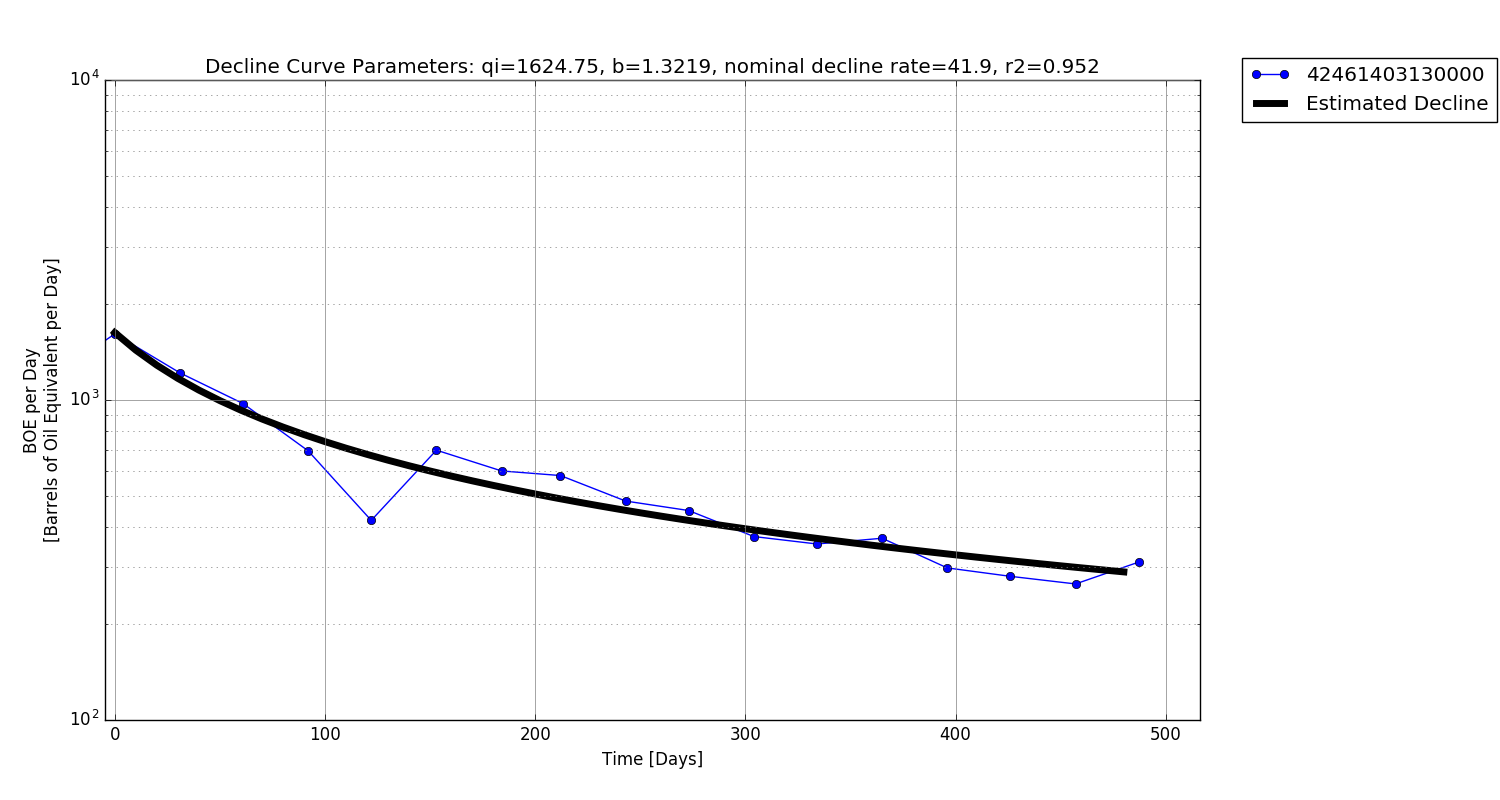 Decline Curve Parameters: qi=1624.75, b=1.3219, nominal decline rate=41.9, r2=0.952
42461403130000
Estimated Decline
10^4
10^3
10^2
BOE per Day
[Barrels of Oil Equivalent per Day]
0 100 200 300 400 500
Time [Days]